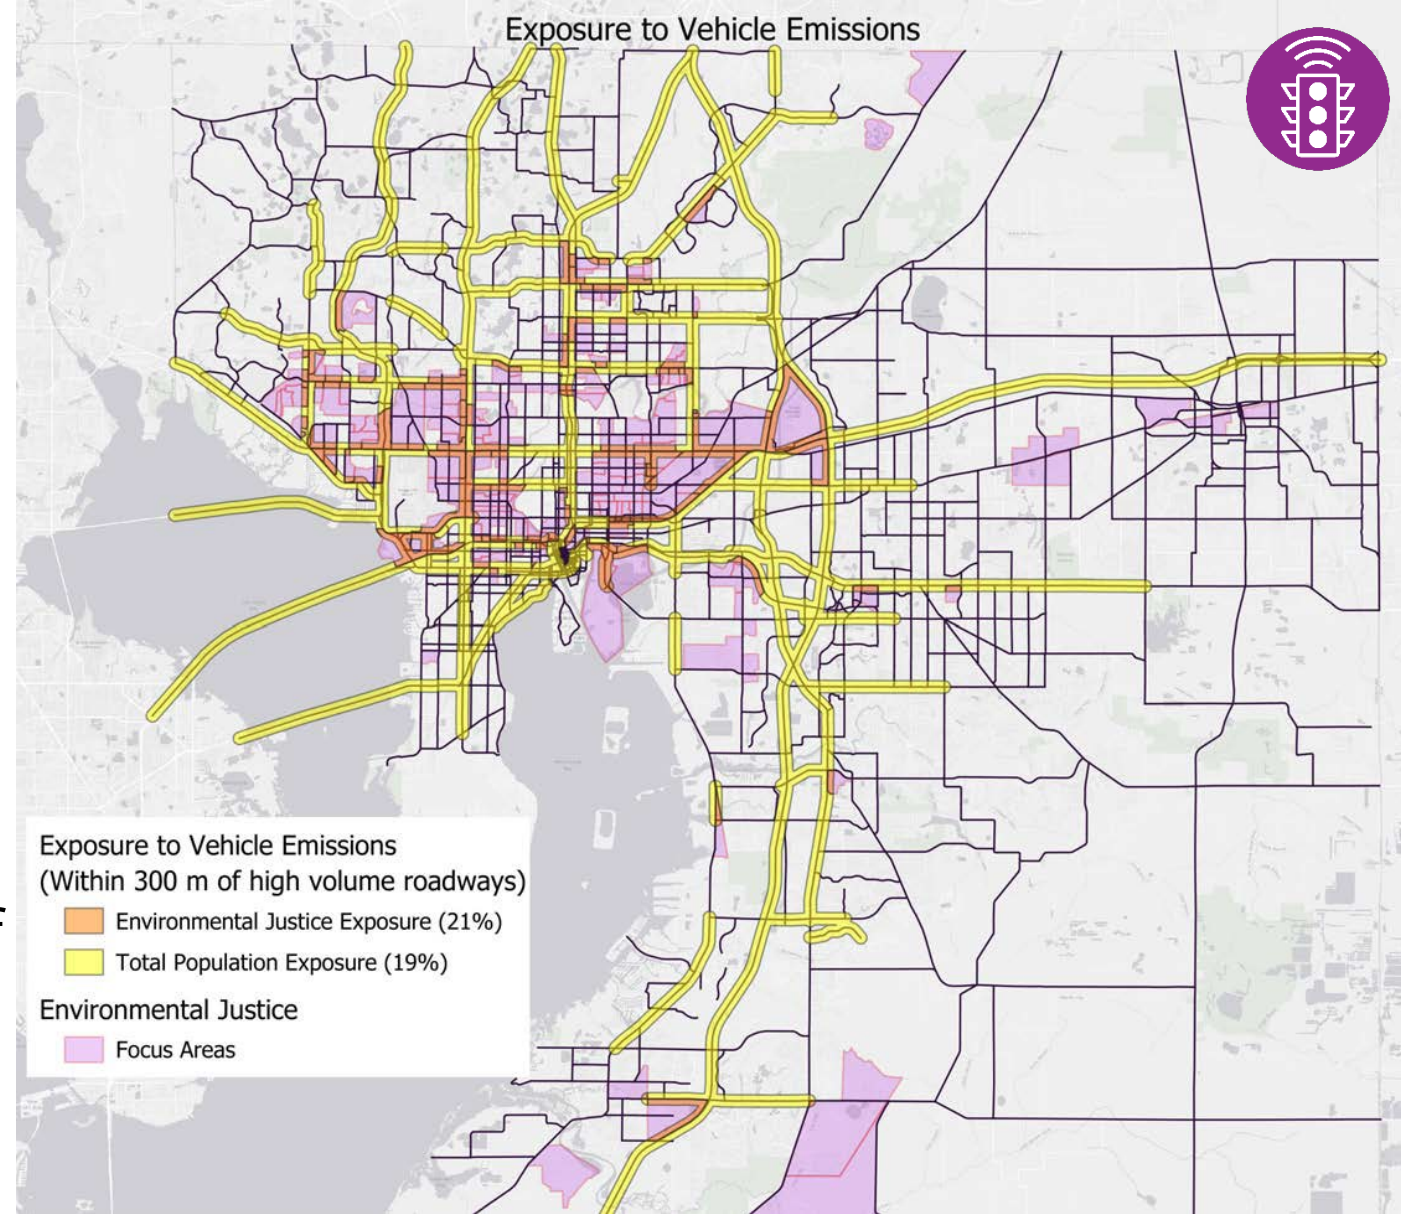 Exposure to Vehicle Emissions
Exposure to Vehicle Emissions
(Within 300 m of high volume roadways)
Environmental Justice Exposure (21%)
Total Population Exposure (19%)
Environmental Justice
Focus Areas